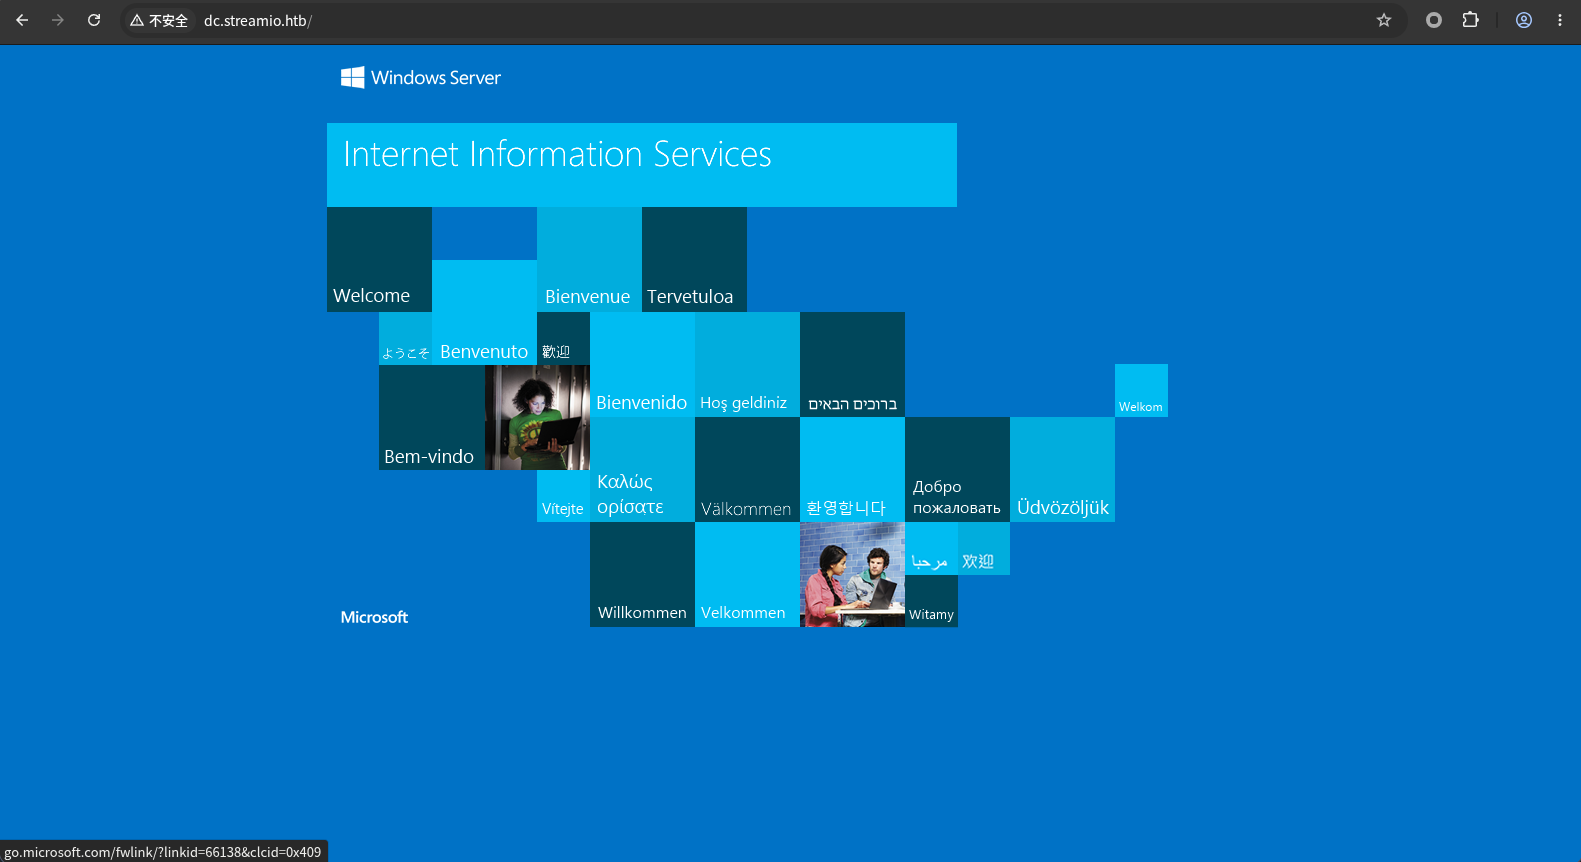 不安全
dc.streamio.htb/
Windows Server
Internet Information Services
Welcome
Bienvenue
Tervetuloa
ようこそ
Benvenuto
歡迎
Bienvenido
Hoş geldiniz
ברוכים הבאים
Welkom
Bem-vindo
Vítejte
Καλώς
ορίσατε
Välkommen
환영합니다
Добро
пожаловать
Üdvözöljük
مرحبا
欢迎
Microsoft
Willkommen
Velkommen
Witamy
go.microsoft.com/fwlink/?linkid=66138&clcid=0x409